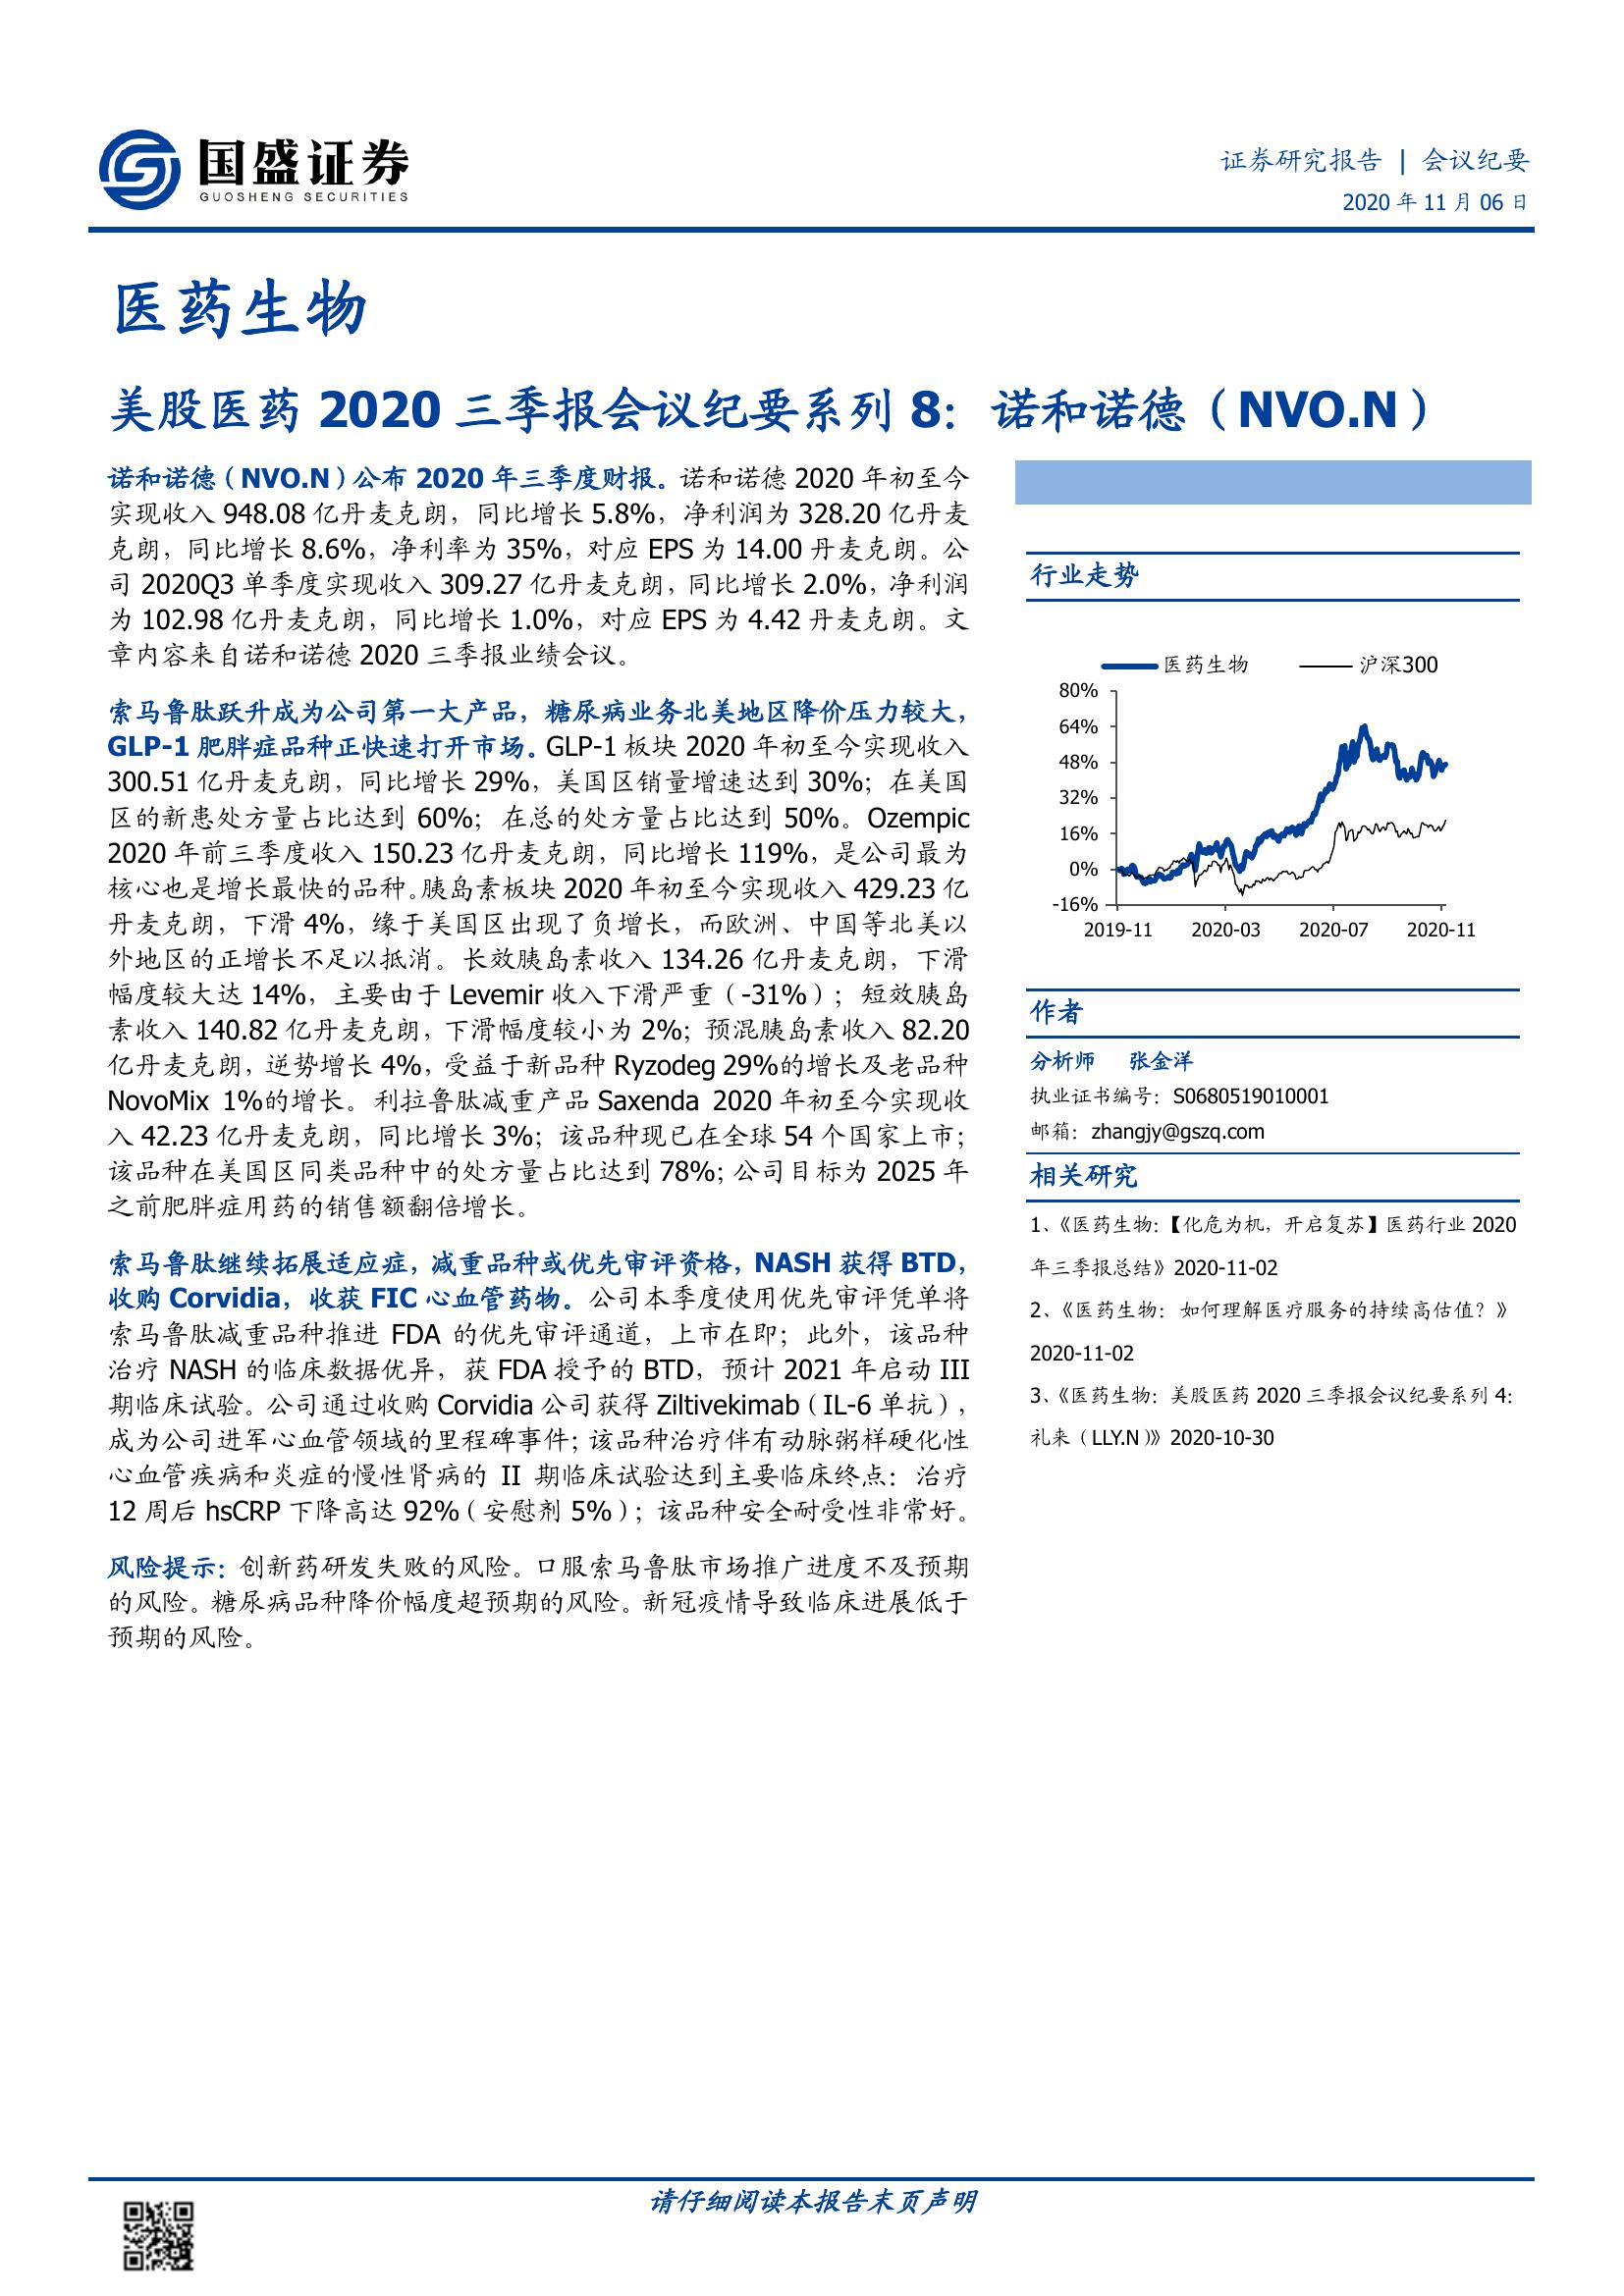 国盛证券
GUOSHENG SECURITIES
证券研究报告 | 会议纪要
2020 年 11 月 06 日
医药生物
美股医药 2020 三季报会议纪要系列 8：诺和诺德（NVO.N）
诺和诺德（NVO.N）公布 2020 年三季度财报。诺和诺德 2020 年初至今
实现收入 948.08 亿丹麦克朗，同比增长 5.8%，净利润为 328.20 亿丹麦
克朗，同比增长 8.6%，净利率为 35%，对应 EPS 为 14.00 丹麦克朗。公
司 2020Q3 单季度实现收入 309.27 亿丹麦克朗，同比增长 2.0%，净利润
为 102.98 亿丹麦克朗，同比增长 1.0%，对应 EPS 为 4.42 丹麦克朗。文
章内容来自诺和诺德 2020 三季报业绩会议。
索马鲁肽跃升成为公司第一大产品，糖尿病业务北美地区降价压力较大，
GLP-1 肥胖症品种正快速打开市场。GLP-1 板块 2020 年初至今实现收入
300.51 亿丹麦克朗，同比增长 29%，美国区销量增速达到 30%；在美国
区的新患处方量占比达到 60%；在总的处方量占比达到 50%。Ozempic
2020 年前三季度收入 150.23 亿丹麦克朗，同比增长 119%，是公司最为
核心也是增长最快的品种。胰岛素板块 2020 年初至今实现收入 429.23 亿
丹麦克朗，下滑 4%，缘于美国区出现了负增长，而欧洲、中国等北美以
外地区的正增长不足以抵消。长效胰岛素收入 134.26 亿丹麦克朗，下滑
幅度较大达 14%，主要由于 Levemir 收入下滑严重（-31%）；短效胰岛
素收入 140.82 亿丹麦克朗，下滑幅度较小为 2%；预混胰岛素收入 82.20
亿丹麦克朗，逆势增长 4%，受益于新品种 Ryzodeg 29%的增长及老品种
NovoMix 1%的增长。利拉鲁肽减重产品 Saxenda 2020 年初至今实现收
入 42.23 亿丹麦克朗，同比增长 3%；该品种现已在全球 54 个国家上市；
该品种在美国区同类品种中的处方量占比达到 78%；公司目标为 2025 年
之前肥胖症用药的销售额翻倍增长。
索马鲁肽继续拓展适应症，减重品种或优先审评资格，NASH 获得 BTD，
收购 Corvidia，收获 FIC 心血管药物。公司本季度使用优先审评凭单将
索马鲁肽减重品种推进 FDA 的优先审评通道，上市在即；此外，该品种
治疗 NASH 的临床数据优异，获 FDA 授予的 BTD，预计 2021 年启动 III
期临床试验。公司通过收购 Corvidia 公司获得 Ziltivekimab（IL-6 单抗），
成为公司进军心血管领域的里程碑事件；该品种治疗伴有动脉粥样硬化性
心血管疾病和炎症的慢性肾病的 II 期临床试验达到主要临床终点：治疗
12 周后 hsCRP 下降高达 92%（安慰剂 5%）；该品种安全耐受性非常好。
风险提示：创新药研发失败的风险。口服索马鲁肽市场推广进度不及预期
的风险。糖尿病品种降价幅度超预期的风险。新冠疫情导致临床进展低于
预期的风险。
行业走势
医药生物 沪深300
80%
64%
48%
32%
16%
0%
-16%
2019-11 2020-03 2020-07 2020-11
作者
分析师 张金洋
执业证书编号：S0680519010001
邮箱：zhangjy@gszq.com
相关研究
1、《医药生物：【化危为机，开启复苏】医药行业 2020
年三季报总结》2020-11-02
2、《医药生物：如何理解医疗服务的持续高估值？》
2020-11-02
3、《医药生物：美股医药 2020 三季报会议纪要系列 4：
礼来（LLY.N）》2020-10-30
请仔细阅读本报告末页声明